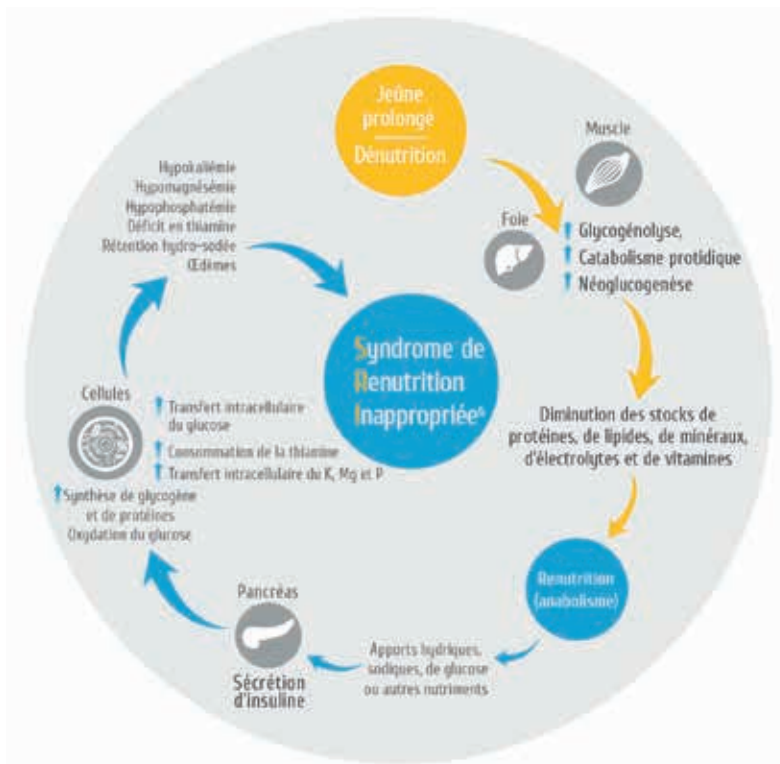 Jeûne
prolongé
Dénutrition
Muscle
Foie
Glycogénolyse,
Catabolisme protidique
Néoglucogenèse
Diminution des stocks de
protéines, de lipides, de minéraux,
d'électrolytes et de vitamines
Renutrition
(anabolisme)
Apports hydriques,
sodiques, de glucose
ou autres nutriments
Pancréas
Sécrétion
d'insuline
Cellules
Transfert intracellulaire
du glucose
Consommation de la thiamine
Transfert intracellulaire du K, Mg et P
Synthèse de glycogène
et de protéines
Oxydation du glucose
Hypokaliémie
Hypomagnésémie
Hypophosphatémie
Déficit en thiamine
Rétention hydro-sodée
Œdèmes
Syndrome de
Renutrition
Inappropriée